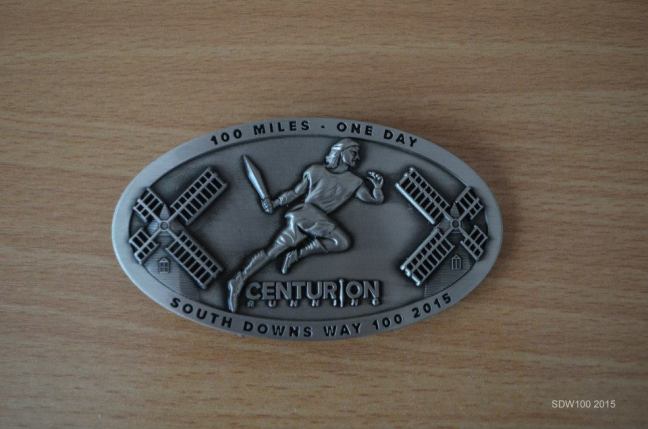 100 MILES - ONE DAY
CENTURION
RUNNING
SOUTH DOWNS WAY 100 2015
SDW100 2015